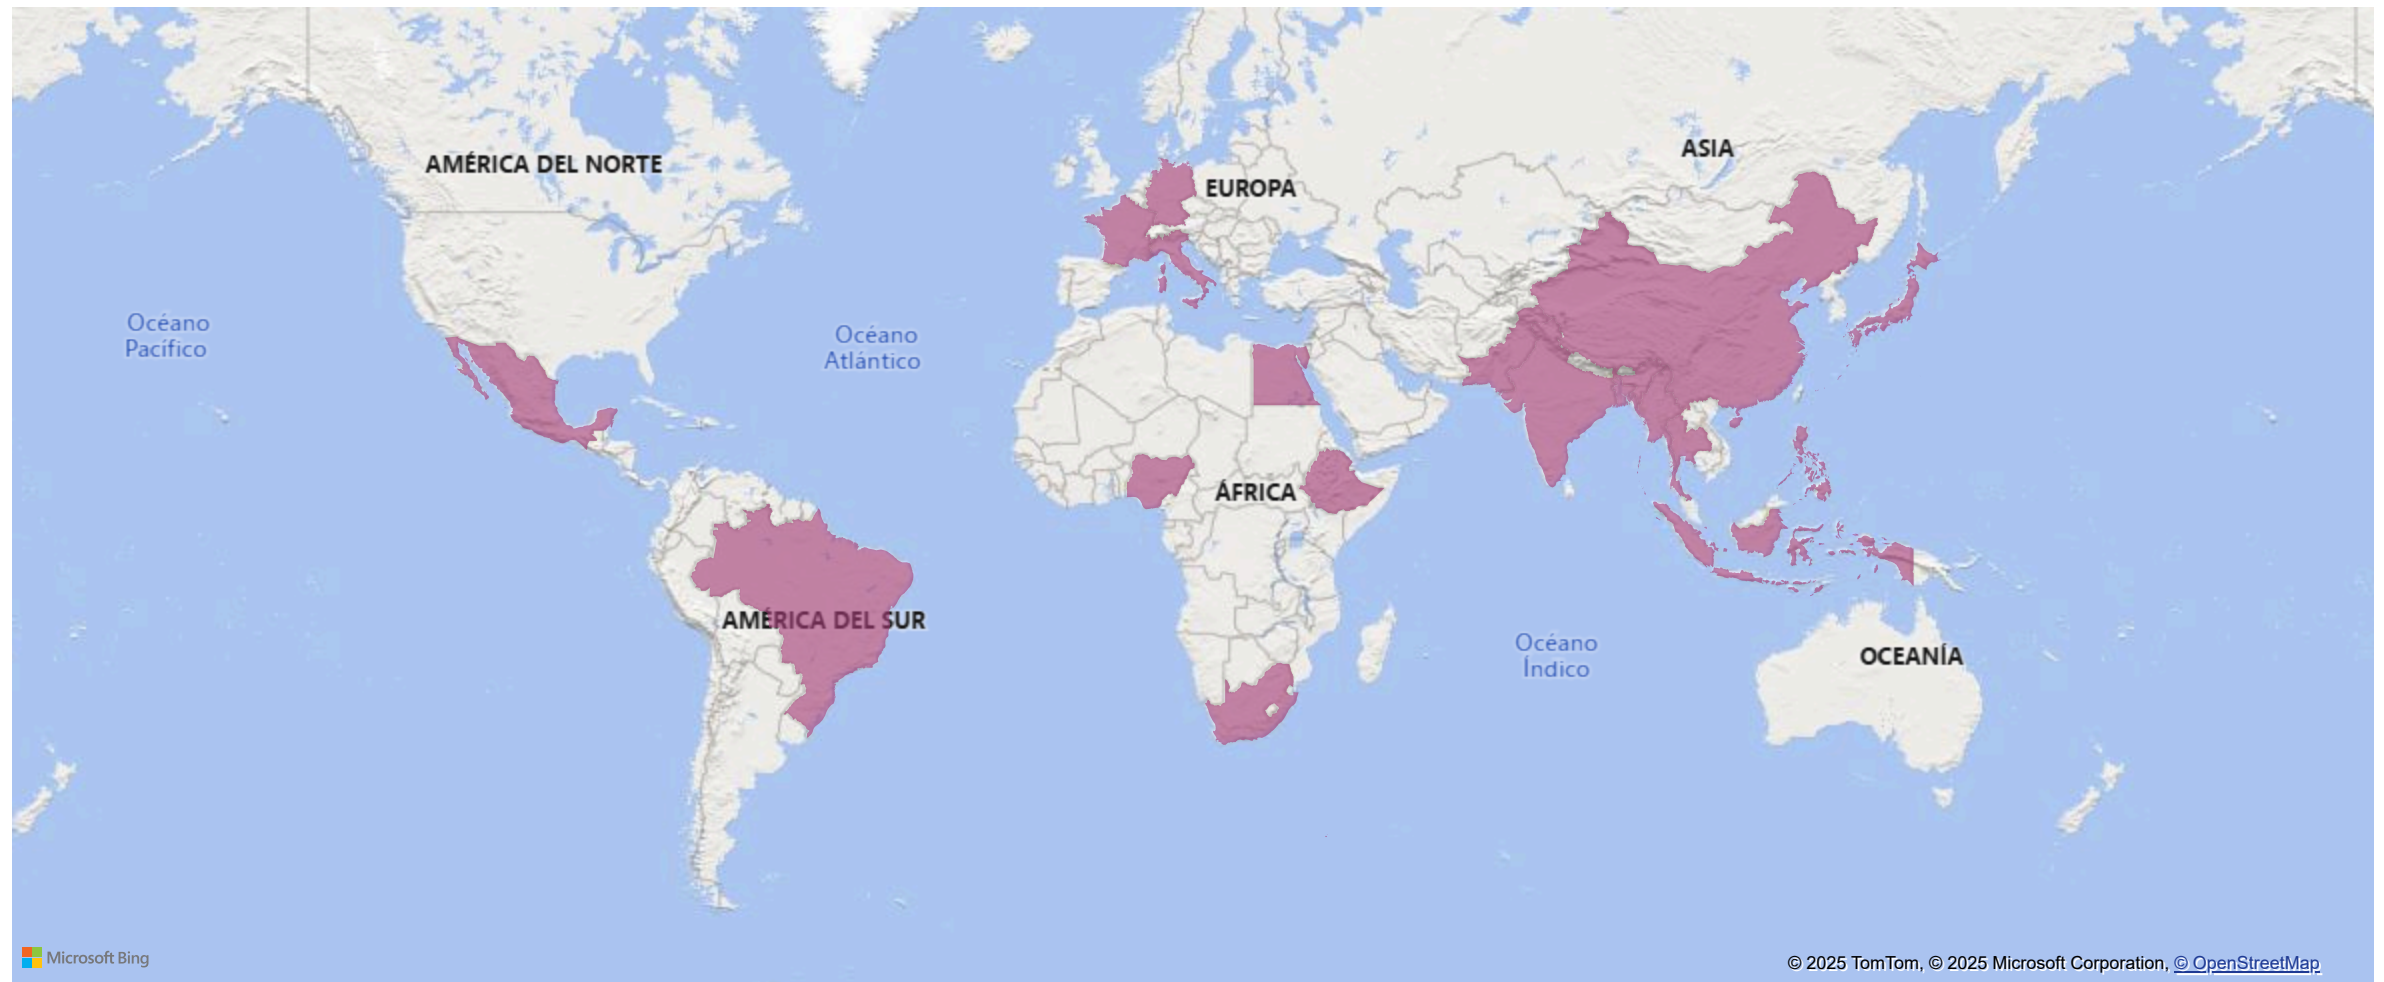 AMÉRICA DEL NORTE
ASIA
EUROPA
Océano
Pacífico
Océano
Atlántico
ÁFRICA
AMÉRICA DEL SUR
Océano
Índico
OCEANÍA
Microsoft Bing
© 2025 TomTom, © 2025 Microsoft Corporation, © OpenStreetMap